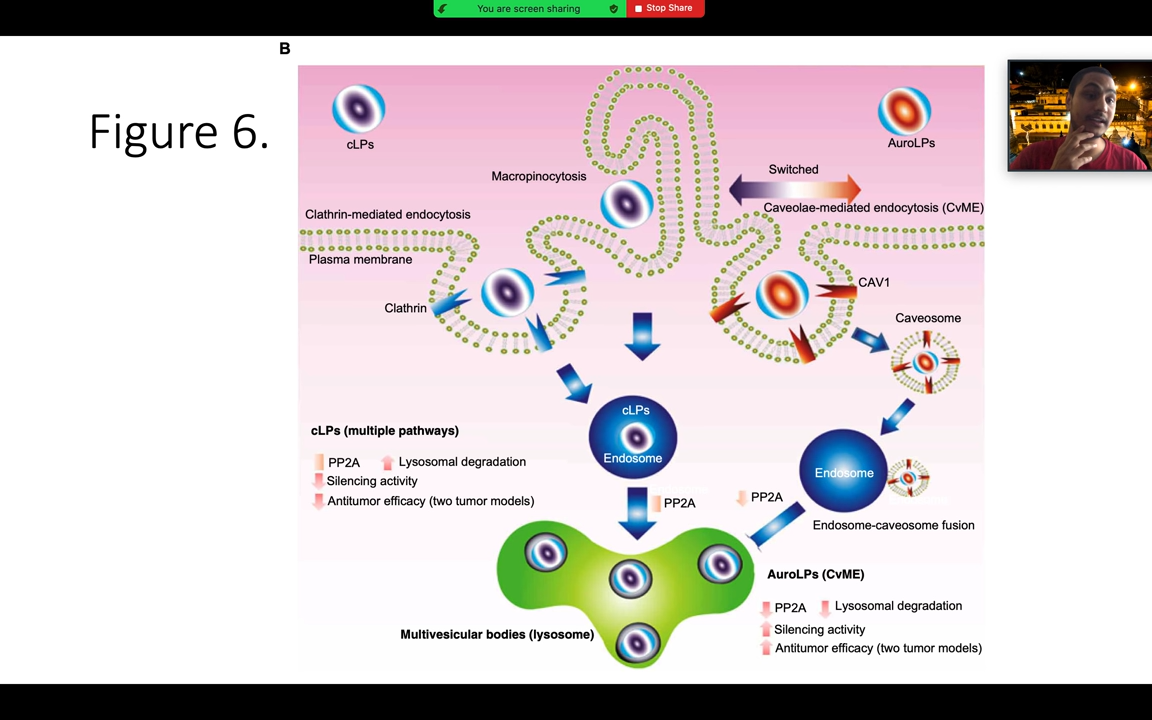 You are screen sharing
Stop Share
B
Figure 6.
cLPs
AuroLPs
Macropinocytosis
Switched
Clathrin-mediated endocytosis
Caveolae-mediated endocytosis (CvME)
Plasma membrane
Clathrin
CAV1
Caveosome
cLPs
Endosome
cLPs (multiple pathways)
PP2A
Lysosomal degradation
Silencing activity
Antitumor efficacy (two tumor models)
Endosome
PP2A
PP2A
Endosome-caveosome fusion
AuroLPs (CvME)
PP2A
Lysosomal degradation
Silencing activity
Antitumor efficacy (two tumor models)
Multivesicular bodies (lysosome)